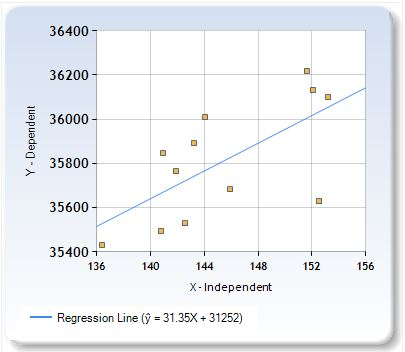 36400
36200
36000
35800
35600
35400
Y - Dependent
136 140 144 148 152 156
X - Independent
Regression Line (ŷ = 31.35X + 31252)